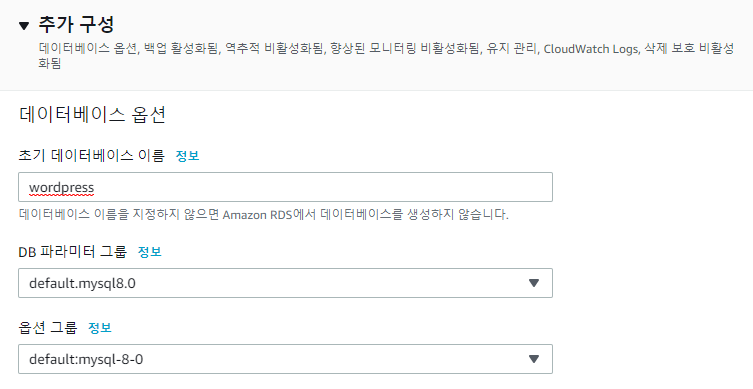 추가 구성
데이터베이스 옵션, 백업 활성화됨, 역추적 비활성화됨, 향상된 모니터링 비활성화됨, 유지 관리, CloudWatch Logs, 삭제 보호 비활성
화됨
데이터베이스 옵션
초기 데이터베이스 이름 정보
wordpress
데이터베이스 이름을 지정하지 않으면 Amazon RDS에서 데이터베이스를 생성하지 않습니다.
DB 파라미터 그룹 정보
default.mysql8.0
옵션 그룹 정보
default:mysql-8-0